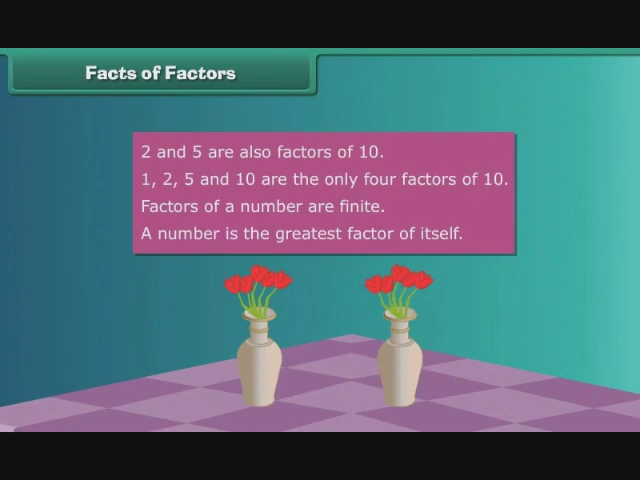 Facts of Factors
2 and 5 are also factors of 10.
1, 2, 5 and 10 are the only four factors of 10.
Factors of a number are finite.
A number is the greatest factor of itself.